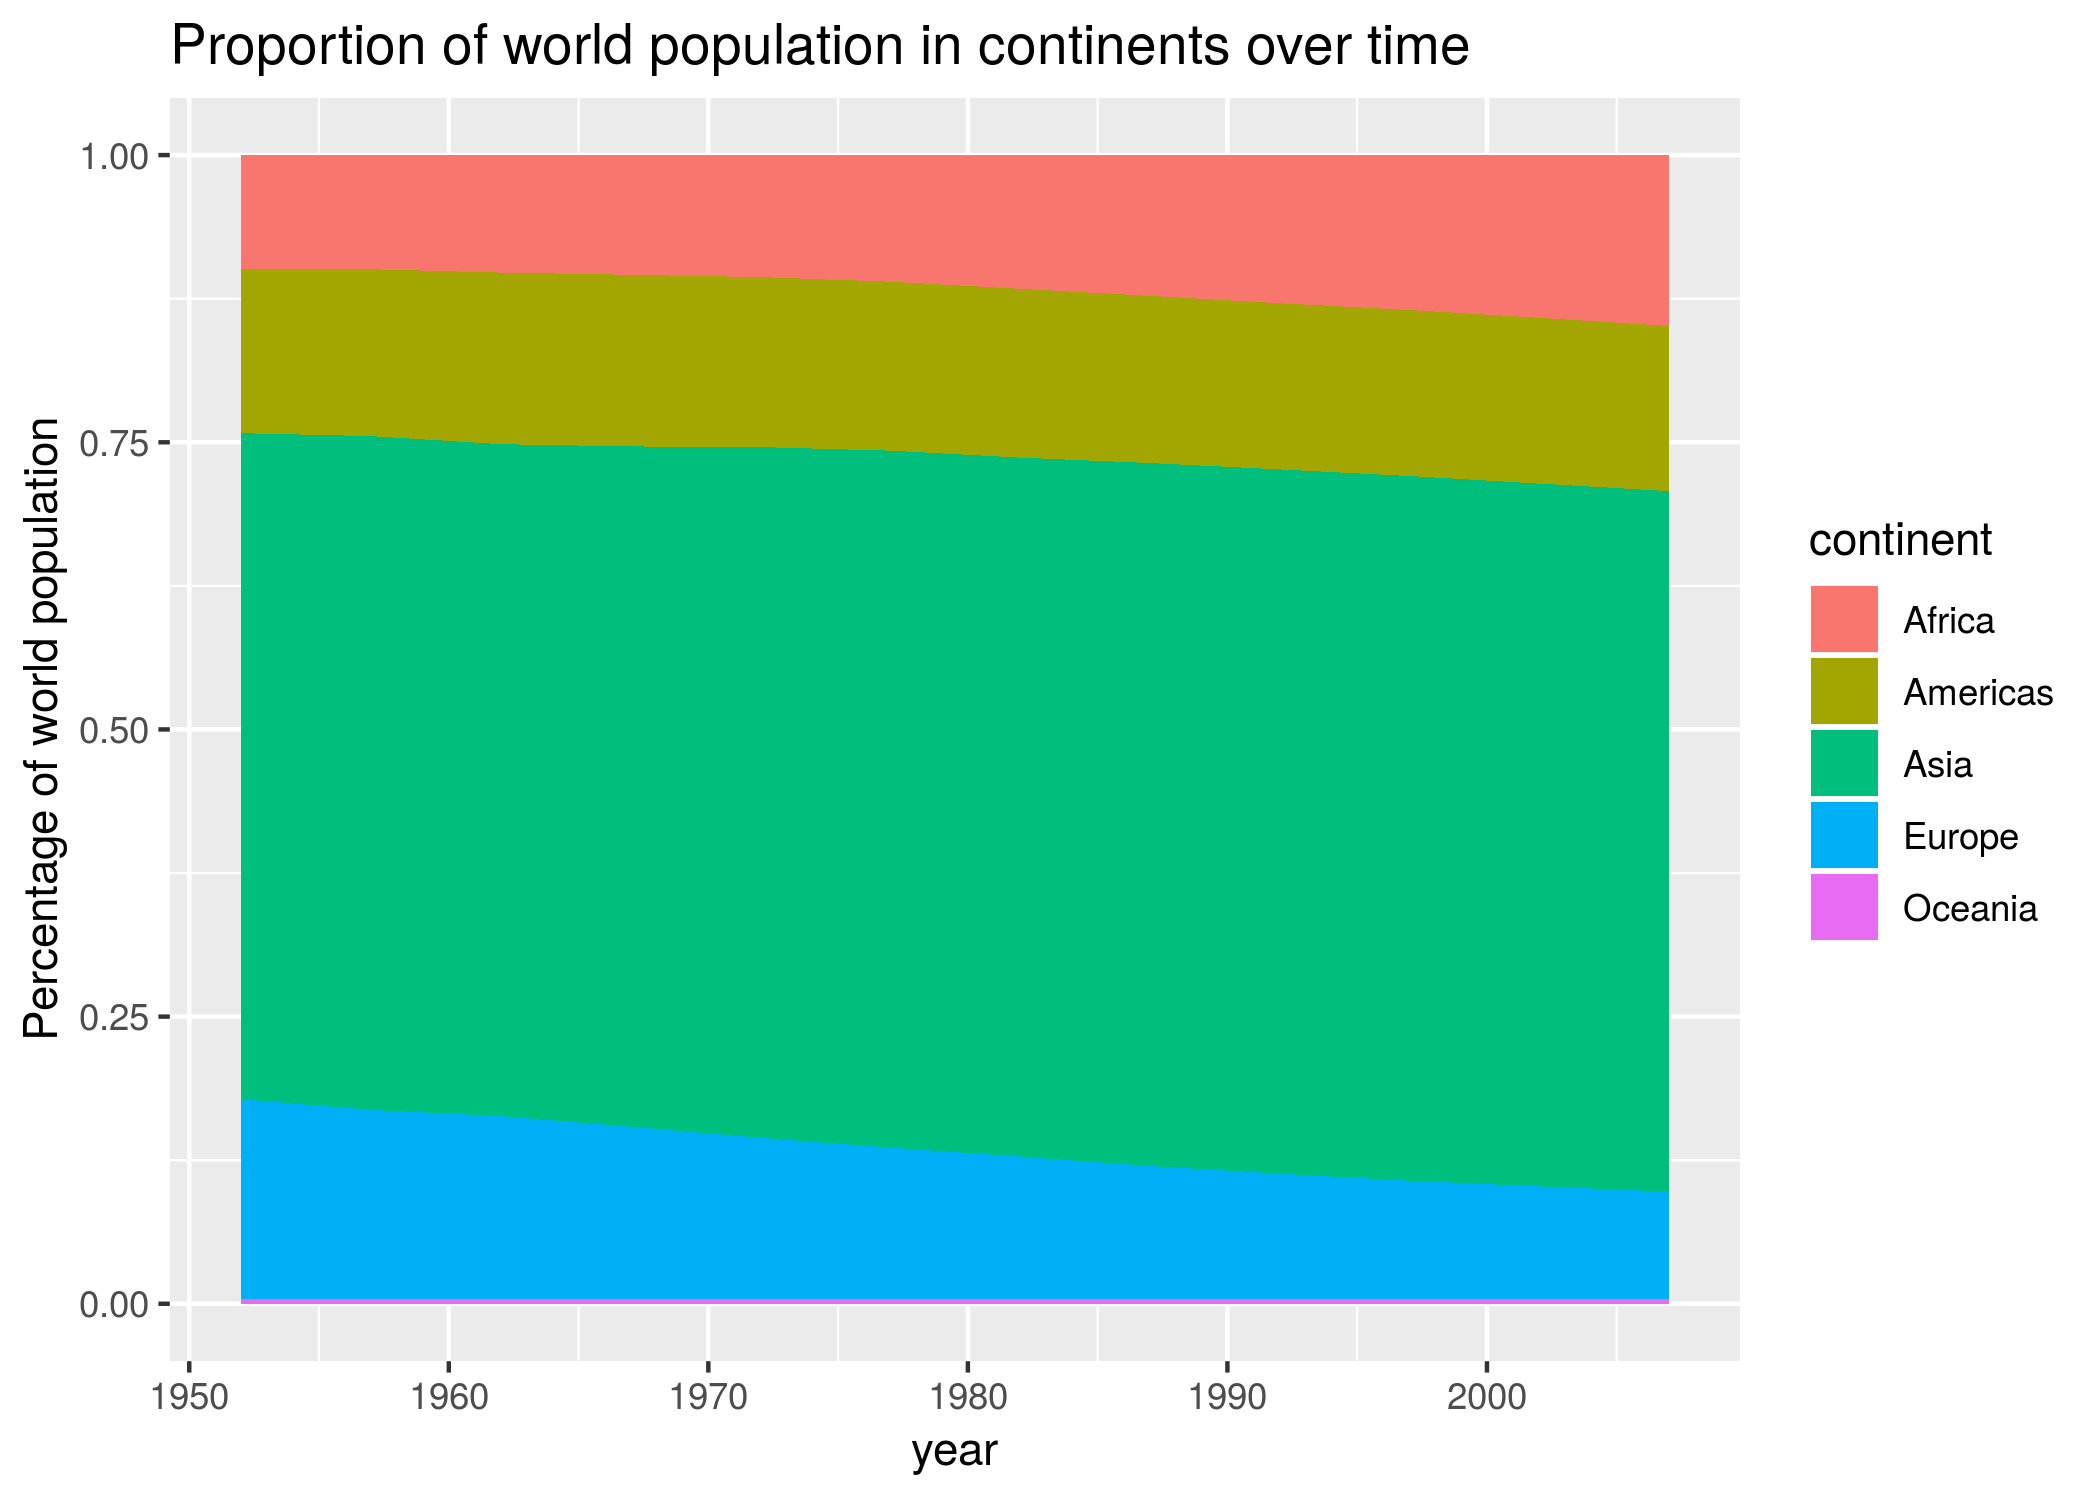 Proportion of world population in continents over time
Percentage of world population
1.00
0.75
0.50
0.25
0.00
1950 1960 1970 1980 1990 2000
year
continent
Africa
Americas
Asia
Europe
Oceania